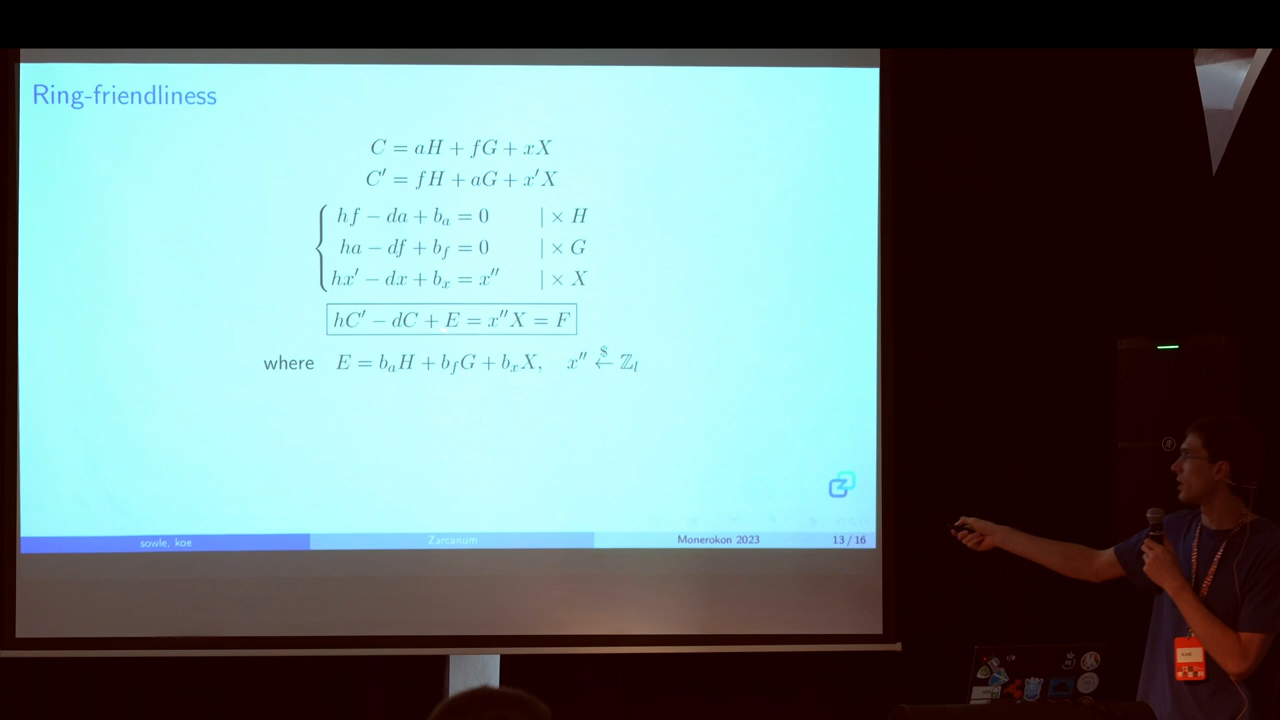 Ring-friendliness
C = aH + fG + xX
C′ = fH + aG + x′X
hf − da + b_a = 0 | × H
ha − df + b_f = 0 | × G
hx′ − dx + b_x = x″ | × X
hC′ − dC + E = x″X = F
where E = b_aH + b_fG + b_xX, x″ $← ℤ_l
sowle, koe Zarcanum Monerokon 2023 13 / 16